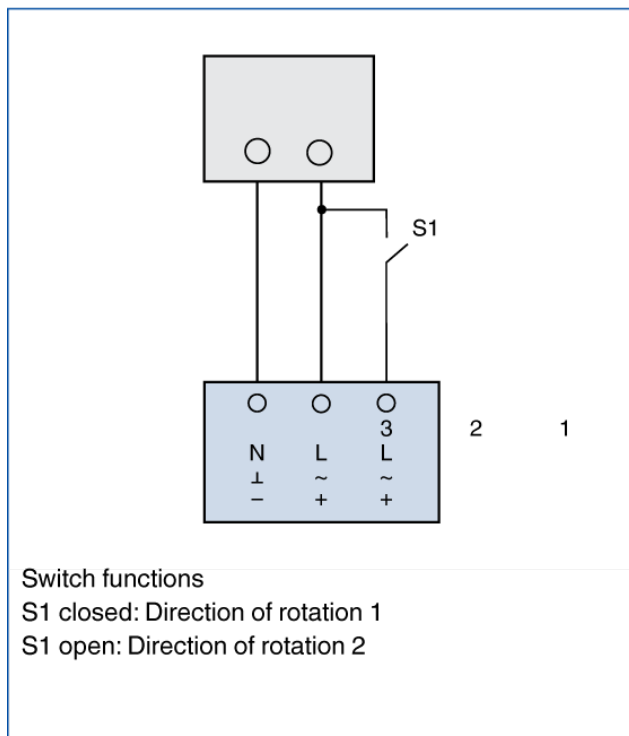 S1
3 2 1
N L L
⊥ ~ ~
− + +
Switch functions
S1 closed: Direction of rotation 1
S1 open: Direction of rotation 2